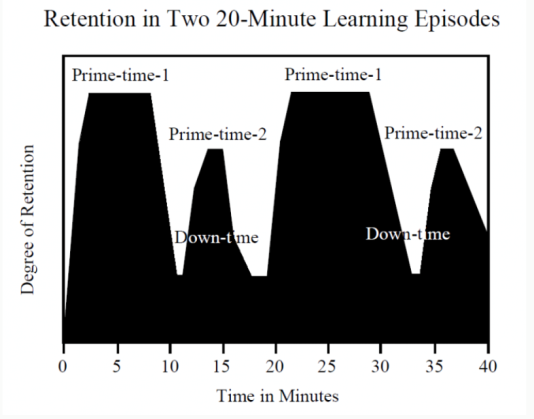 Retention in Two 20-Minute Learning Episodes
Prime-time-1
Prime-time-1
Prime-time-2
Prime-time-2
Down-time
Down-time
Degree of Retention
0 5 10 15 20 25 30 35 40
Time in Minutes